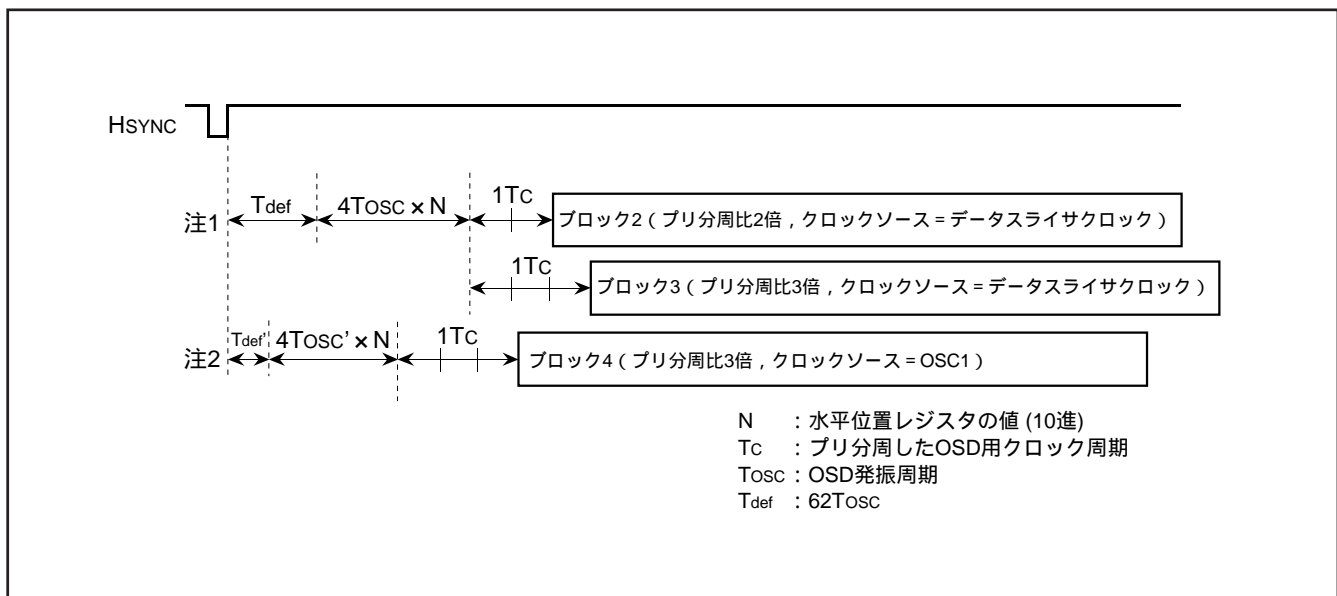 HSYNC
注1
Tdef
4TOSC × N
1TC
ブロック2（プリ分周比2倍，クロックソース＝データスライサクロック）
1TC
ブロック3（プリ分周比3倍，クロックソース＝データスライサクロック）
注2
Tdef'
4TOSC' × N
1TC
ブロック4（プリ分周比3倍，クロックソース＝OSC1）
N ：水平位置レジスタの値 (10進)
TC ：プリ分周したOSD用クロック周期
TOSC：OSD発振周期
Tdef ：62TOSC